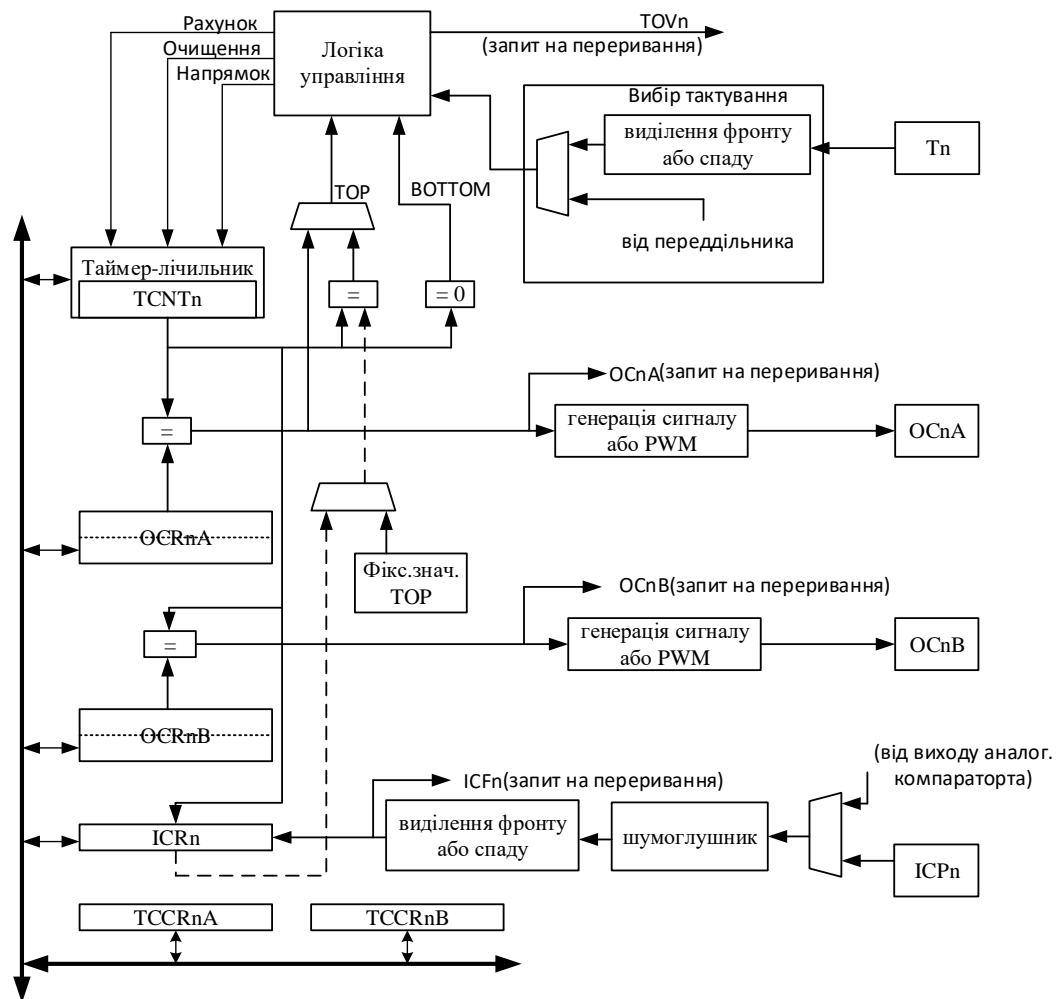 Рахунок
Очищення
Напрямок
Логіка
управління
TOVn
(запит на переривання)
Вибір тактування
виділення фронту
або спаду
Tn
від переддільника
TOP
BOTTOM
Таймер-лічильник
TCNTn
=
= 0
OCnA(запит на переривання)
=
генерація сигналу
або PWM
OCnA
OCRnA
Фікс.знач.
TOP
OCnB(запит на переривання)
=
генерація сигналу
або PWM
OCnB
OCRnB
(від виходу аналог.
компараторта)
ICFn(запит на переривання)
ICRn
виділення фронту
або спаду
шумоглушник
ICPn
TCCRnA
TCCRnB